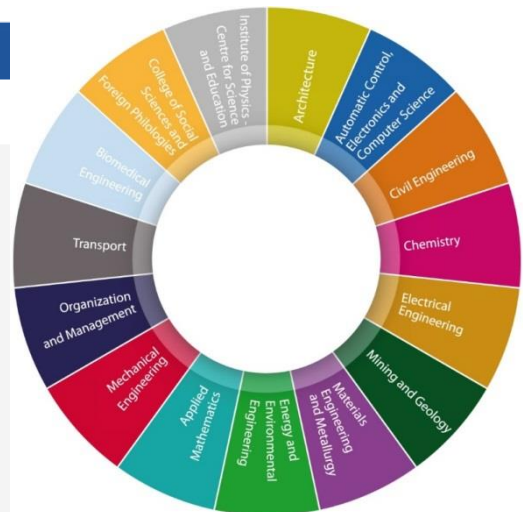 Architecture
Automatic Control,
Electronics and
Computer Science
Civil Engineering
Chemistry
Electrical
Engineering
Mining and Geology
Materials
Engineering
and Metallurgy
Energy and
Environmental
Engineering
Applied
Mathematics
Mechanical
Engineering
Organization
and Management
Transport
Biomedical
Engineering
College of Social
Sciences and
Foreign Philologies
Institute of Physics -
Centre for Science
and Education